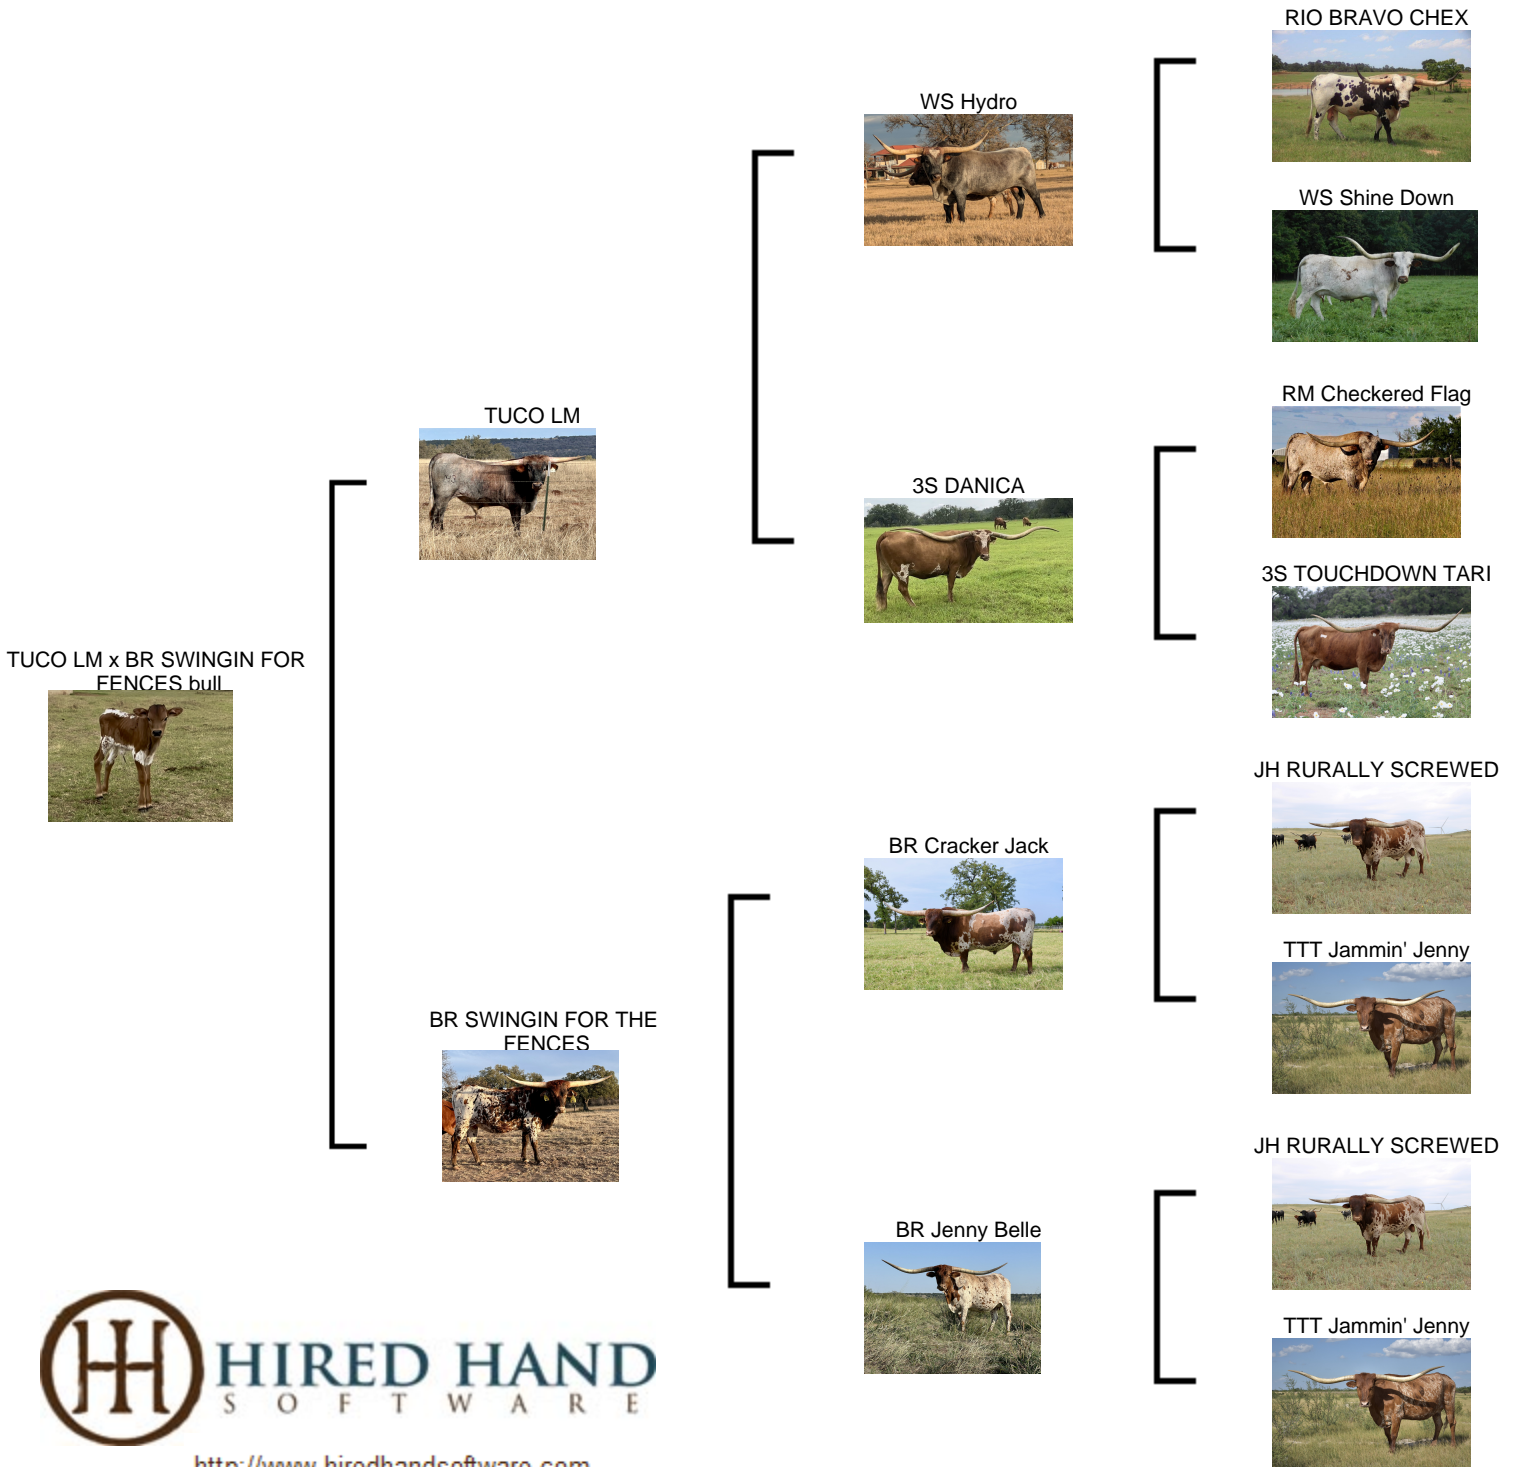 RIO BRAVO CHEX
WS Hydro
WS Shine Down
TUCO LM
RM Checkered Flag
3S DANICA
3S TOUCHDOWN TARI
TUCO LM x BR SWINGIN FOR
FENCES bull
JH RURALLY SCREWED
BR Cracker Jack
TTT Jammin' Jenny
BR SWINGIN FOR THE
FENCES
JH RURALLY SCREWED
BR Jenny Belle
TTT Jammin' Jenny
HIRED HAND
SOFTWARE
http://www.hiredhandsoftware.com